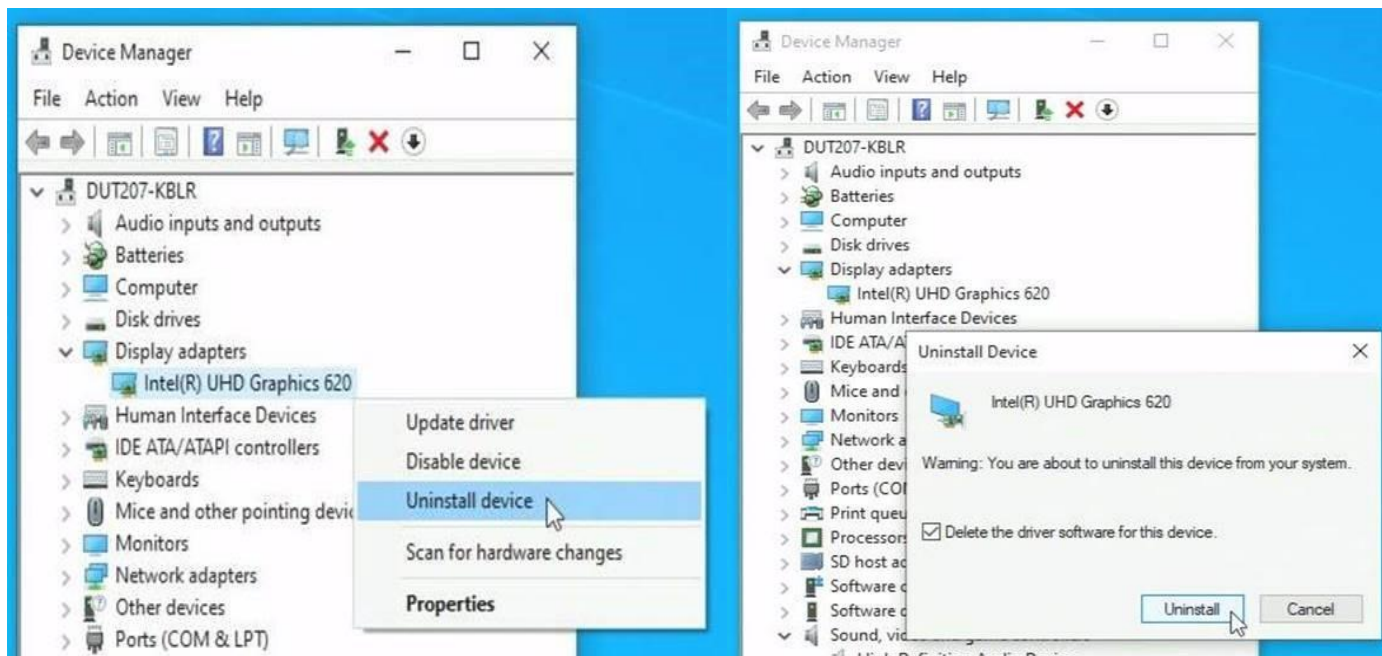 Device Manager
File Action View Help
DUT207-KBLR
Audio inputs and outputs
Batteries
Computer
Disk drives
Display adapters
Intel(R) UHD Graphics 620
Human Interface Devices
IDE ATA/ATAPI controllers
Keyboards
Mice and other pointing devic
Monitors
Network adapters
Other devices
Ports (COM & LPT)
Update driver
Disable device
Uninstall device
Scan for hardware changes
Properties
Device Manager
File Action View Help
DUT207-KBLR
Audio inputs and outputs
Batteries
Computer
Disk drives
Display adapters
Intel(R) UHD Graphics 620
Human Interface Devices
IDE ATA/A
Keyboards
Mice and
Monitors
Network a
Other devi
Ports (COM
Print queu
Processors
SD host ad
Software c
Software c
Sound, vid
Uninstall Device
Intel(R) UHD Graphics 620
Warning: You are about to uninstall this device from your system.
Delete the driver software for this device.
Uninstall Cancel